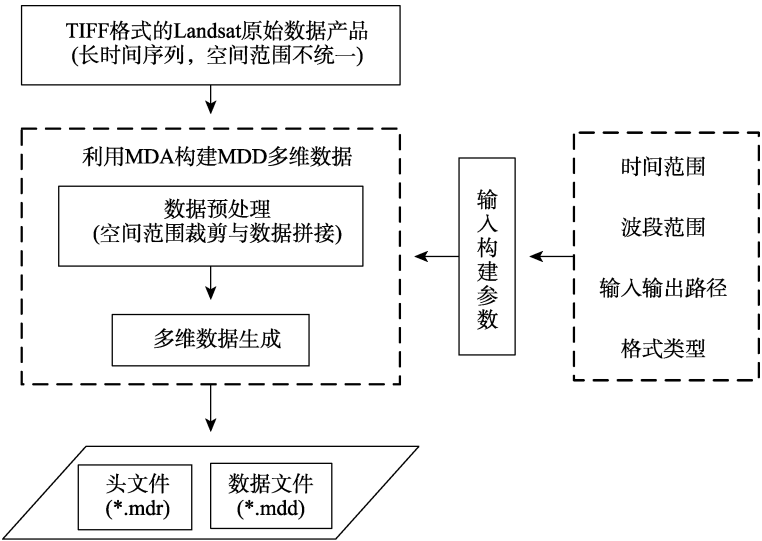 TIFF格式的Landsat原始数据产品
(长时间序列，空间范围不统一)
利用MDA构建MDD多维数据
数据预处理
(空间范围裁剪与数据拼接)
多维数据生成
输入构建参数
时间范围
波段范围
输入输出路径
格式类型
头文件
(*.mdr)
数据文件
(*.mdd)